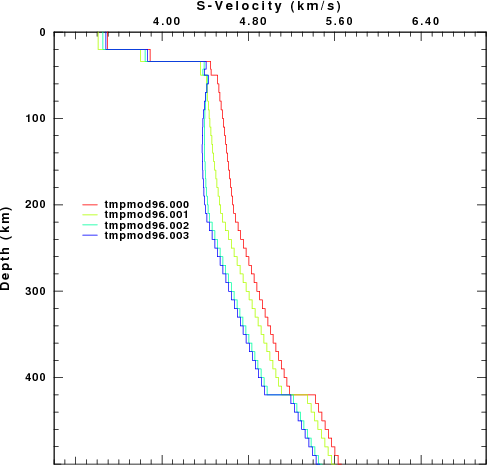 S-Velocity (km/s)
4.00 4.80 5.60 6.40
0
100
200
300
400
Depth (km)
tmpmod96.000
tmpmod96.001
tmpmod96.002
tmpmod96.003